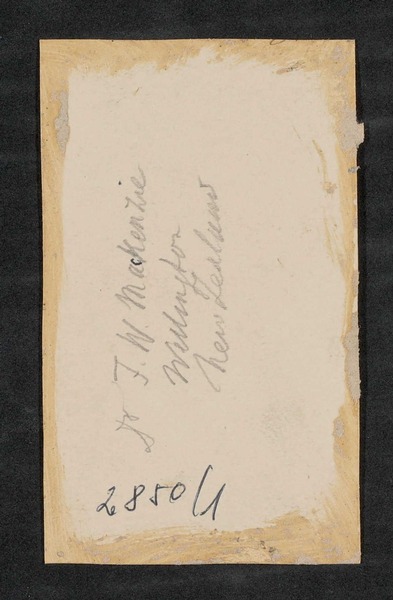 Dr F. W. Mackenzie
Wellington
New Zealand
2850/1